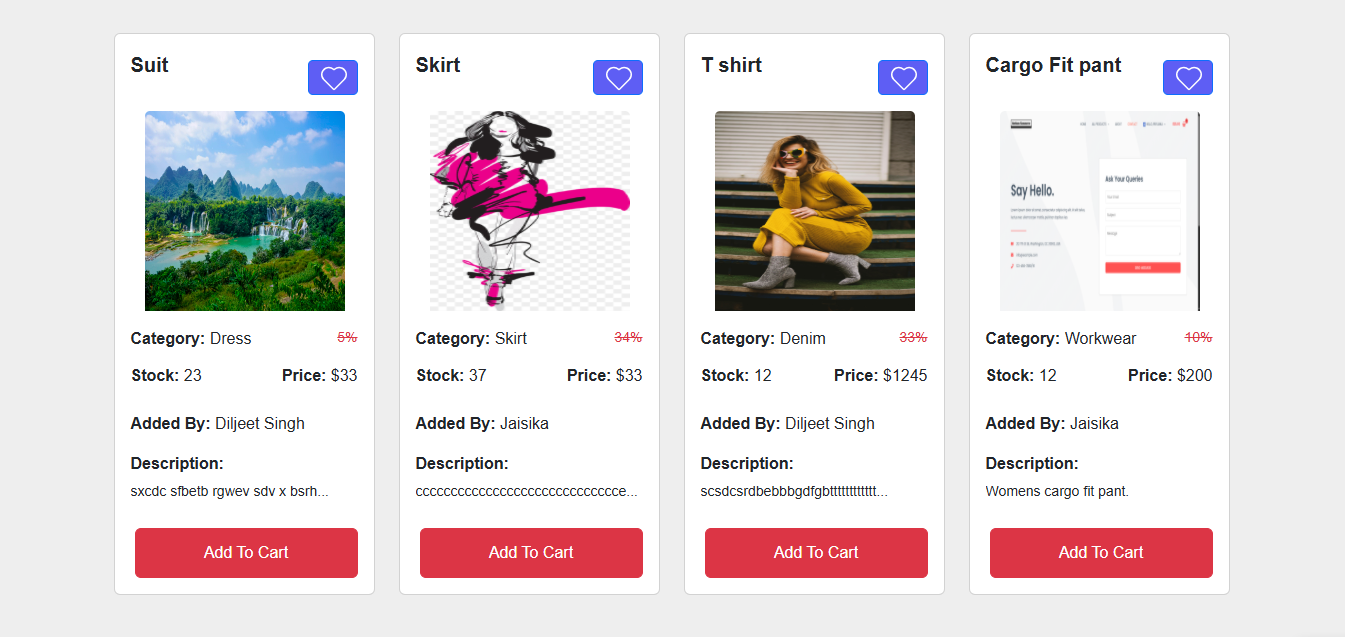 Suit
Category: Dress 5%
Stock: 23 Price: $33
Added By: Diljeet Singh
Description:
sxcdc sfbetb rgwev sdv x bsrh...
Add To Cart
Skirt
Category: Skirt 34%
Stock: 37 Price: $33
Added By: Jaisika
Description:
ccccccccccccccccccccccccccccce...
Add To Cart
T shirt
Category: Denim 33%
Stock: 12 Price: $1245
Added By: Diljeet Singh
Description:
scsdcsrdbebbbgdfgbtttttttttttt...
Add To Cart
Cargo Fit pant
Say Hello.
Ask Your Queries
Category: Workwear 10%
Stock: 12 Price: $200
Added By: Jaisika
Description:
Womens cargo fit pant.
Add To Cart